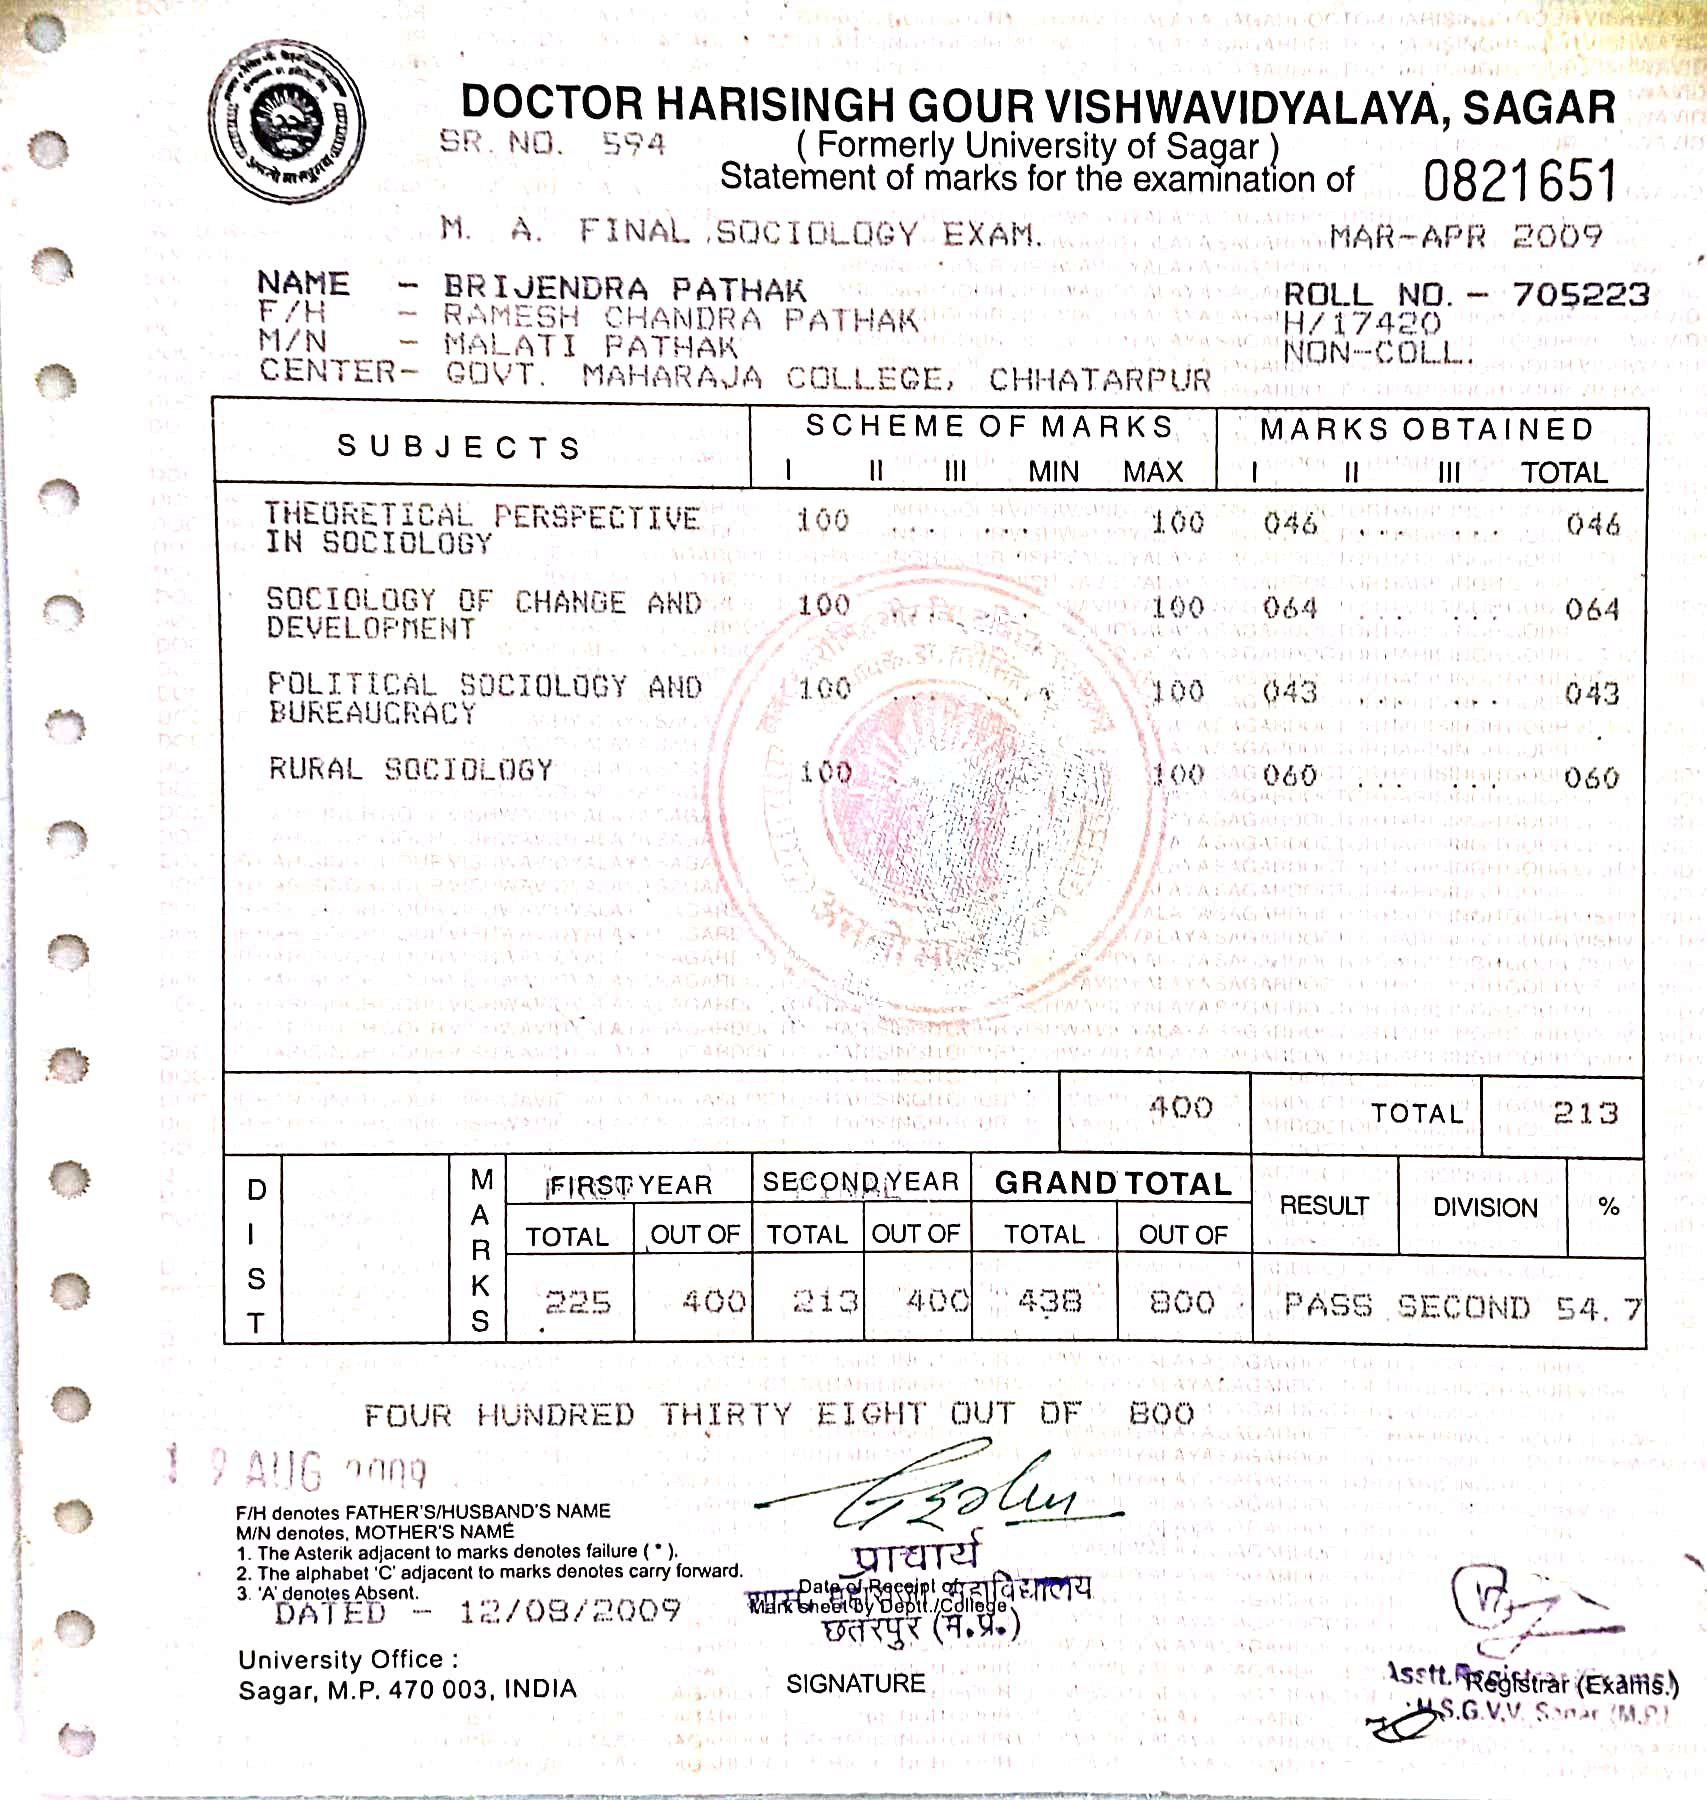 DOCTOR HARISINGH GOUR VISHWAVIDYALAYA, SAGAR
SR. NO. 594 ( Formerly University of Sagar )
Statement of marks for the examination of 0821651
M. A. FINAL SOCIOLOGY EXAM. MAR-APR 2009
NAME - BRIJENDRA PATHAK ROLL NO. - 705223
F/H - RAMESH CHANDRA PATHAK H/17420
M/N - MALATI PATHAK NON-COLL.
CENTER- GOVT. MAHARAJA COLLEGE, CHHATARPUR
SUBJECTS SCHEME OF MARKS MARKS OBTAINED
I II III MIN MAX I II III TOTAL
THEORETICAL PERSPECTIVE 100 ... ... 100 046 ... ... 046
IN SOCIOLOGY
SOCIOLOGY OF CHANGE AND 100 ... 100 064 ... ... 064
DEVELOPMENT
POLITICAL SOCIOLOGY AND 100 ... ... 100 043 ... ... 043
BUREAUCRACY
RURAL SOCIOLOGY 100 ... 100 060 ... ... 060
400 TOTAL 213
DIST MARKS FIRST YEAR SECOND YEAR GRAND TOTAL RESULT DIVISION %
TOTAL OUT OF TOTAL OUT OF TOTAL OUT OF
225 400 213 400 438 800 PASS SECOND 54.7
FOUR HUNDRED THIRTY EIGHT OUT OF 800
19 AUG 2009
F/H denotes FATHER'S/HUSBAND'S NAME
M/N denotes, MOTHER'S NAME
1. The Asterik adjacent to marks denotes failure ( * ).
2. The alphabet 'C' adjacent to marks denotes carry forward.
3. 'A' denotes Absent.
DATED - 12/08/2009
प्राचार्य
Date of Receipt of
Mark sheet by Deptt./College
महाविद्यालय
छतरपुर (म.प्र.)
University Office :
Sagar, M.P. 470 003, INDIA
SIGNATURE
Asstt. Registrar (Exams.)
H.S.G.V.V. Sagar (M.P.)